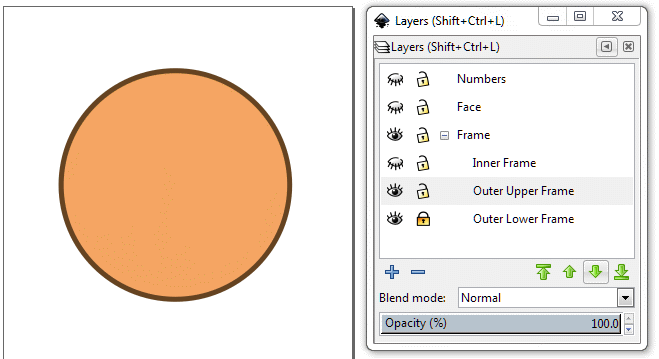 Layers (Shift+Ctrl+L)
Layers (Shift+Ctrl+L)
Numbers
Face
Frame
Inner Frame
Outer Upper Frame
Outer Lower Frame
Blend mode: Normal
Opacity (%) 100.0